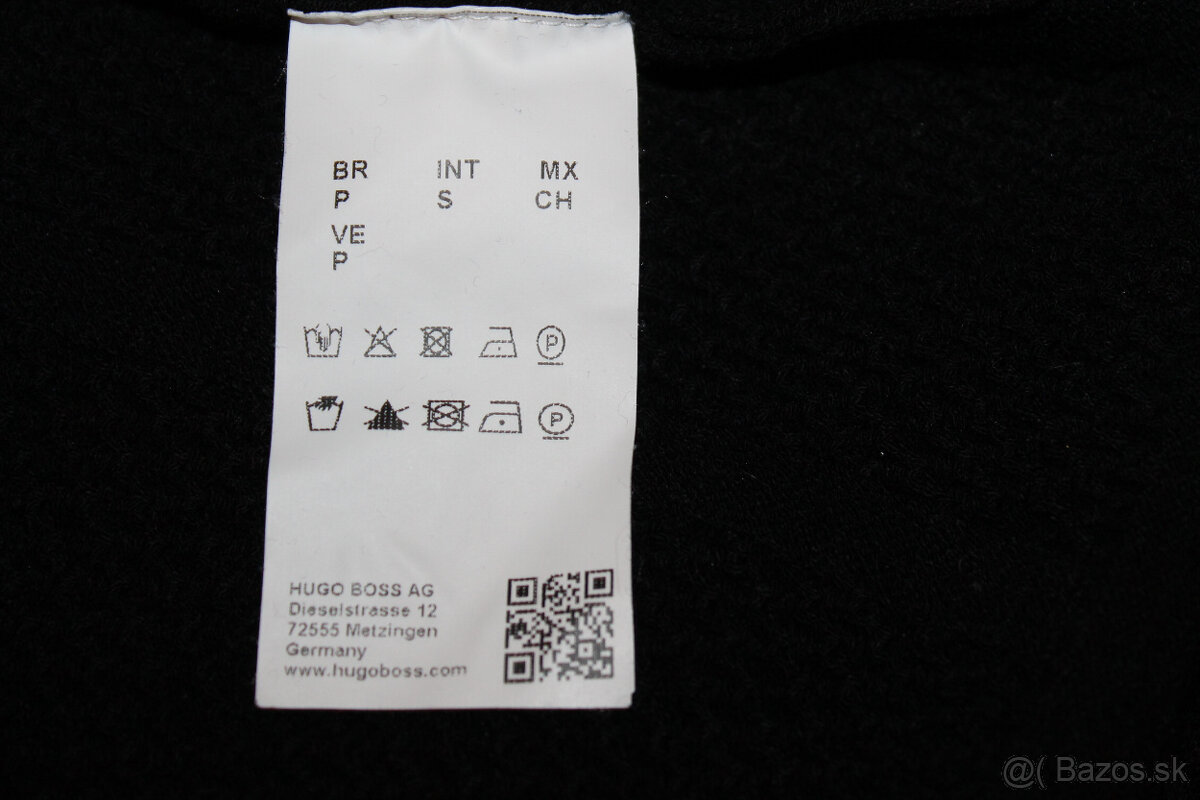 BR INT MX
P S CH
VE
P
P
P
HUGO BOSS AG
Dieselstrasse 12
72555 Metzingen
Germany
www.hugoboss.com
@( Bazos.sk